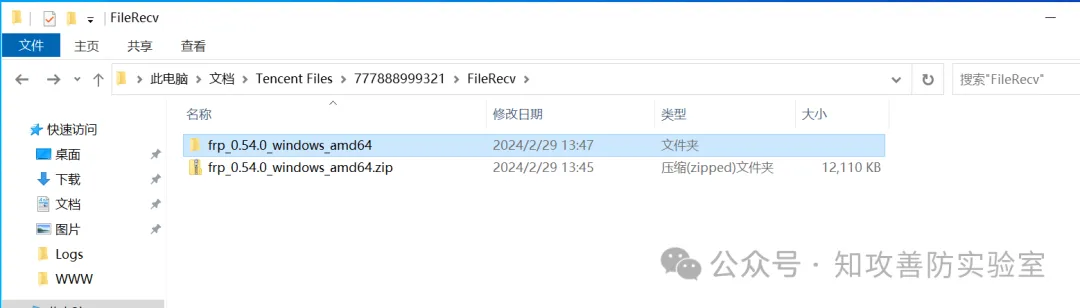 FileRecv
文件 主页 共享 查看
此电脑 > 文档 > Tencent Files > 777888999321 > FileRecv > 搜索"FileRecv"
名称 修改日期 类型 大小
快速访问
桌面
下载
文档
图片
Logs
WWW
frp_0.54.0_windows_amd64 2024/2/29 13:47 文件夹
frp_0.54.0_windows_amd64.zip 2024/2/29 13:45 压缩(zipped)文件夹 12,110 KB
公众号 · 知攻善防实验室